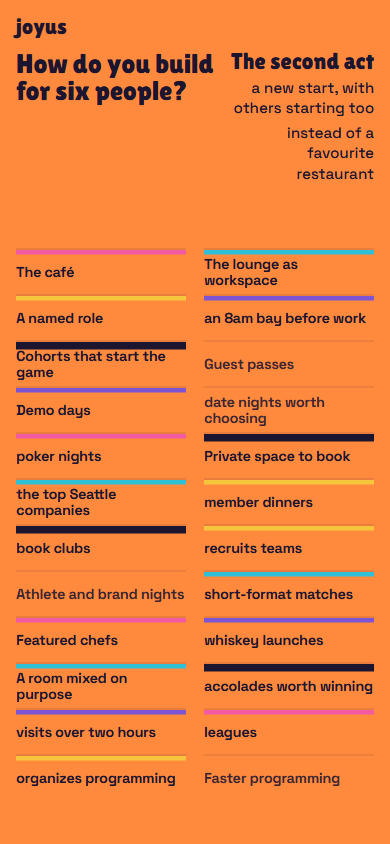 joyus
How do you build
for six people?
The second act
a new start, with
others starting too
instead of a
favourite
restaurant
The café
A named role
Cohorts that start the
game
Demo days
poker nights
the top Seattle
companies
book clubs
Athlete and brand nights
Featured chefs
A room mixed on
purpose
visits over two hours
organizes programming
The lounge as
workspace
an 8am bay before work
Guest passes
date nights worth
choosing
Private space to book
member dinners
recruits teams
short-format matches
whiskey launches
accolades worth winning
leagues
Faster programming